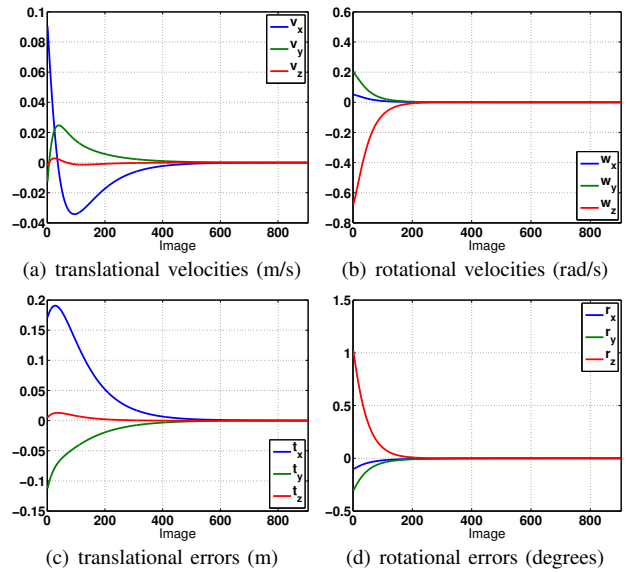 0.1
0.08
0.06
0.04
0.02
0
−0.02
−0.04
0 200 400 600 800
Image
v_x
v_y
v_z
(a) translational velocities (m/s)
0.6
0.4
0.2
0
−0.2
−0.4
−0.6
−0.8
0 200 400 600 800
Image
w_x
w_y
w_z
(b) rotational velocities (rad/s)
0.2
0.15
0.1
0.05
0
−0.05
−0.1
−0.15
0 200 400 600 800
Image
t_x
t_y
t_z
(c) translational errors (m)
1.5
1
0.5
0
−0.5
0 200 400 600 800
Image
r_x
r_y
r_z
(d) rotational errors (degrees)